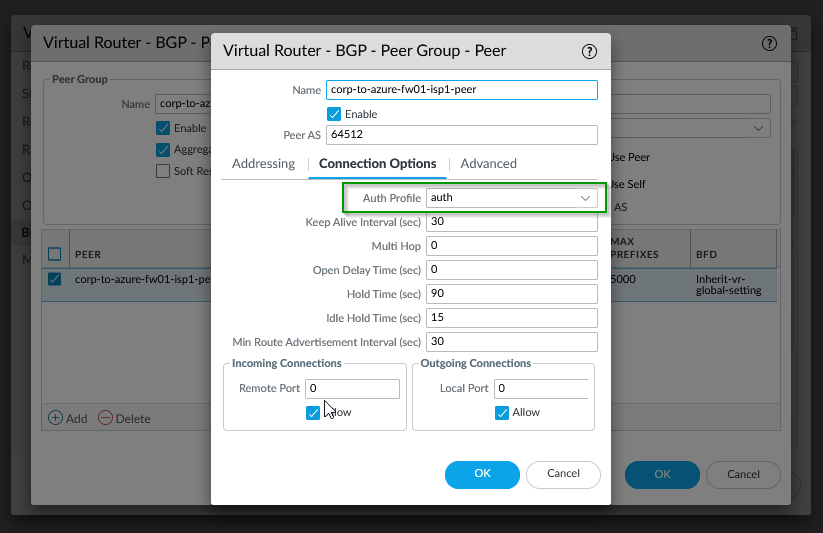 Virtual Router - BGP - P
Virtual Router - BGP - Peer Group - Peer
Peer Group
Name corp-to-az
Enable
Aggrega
Soft Res
Use Peer
Use Self
AS
PEER
MAX PREFIXES
BFD
corp-to-azure-fw01-isp1-pe
5000
Inherit-vr-global-setting
Add Delete
OK Cancel
Name corp-to-azure-fw01-isp1-peer
Enable
Peer AS 64512
Addressing Connection Options Advanced
Auth Profile auth
Keep Alive Interval (sec) 30
Multi Hop 0
Open Delay Time (sec) 0
Hold Time (sec) 90
Idle Hold Time (sec) 15
Min Route Advertisement Interval (sec) 30
Incoming Connections
Remote Port 0
Outgoing Connections
Local Port 0
Allow
OK Cancel